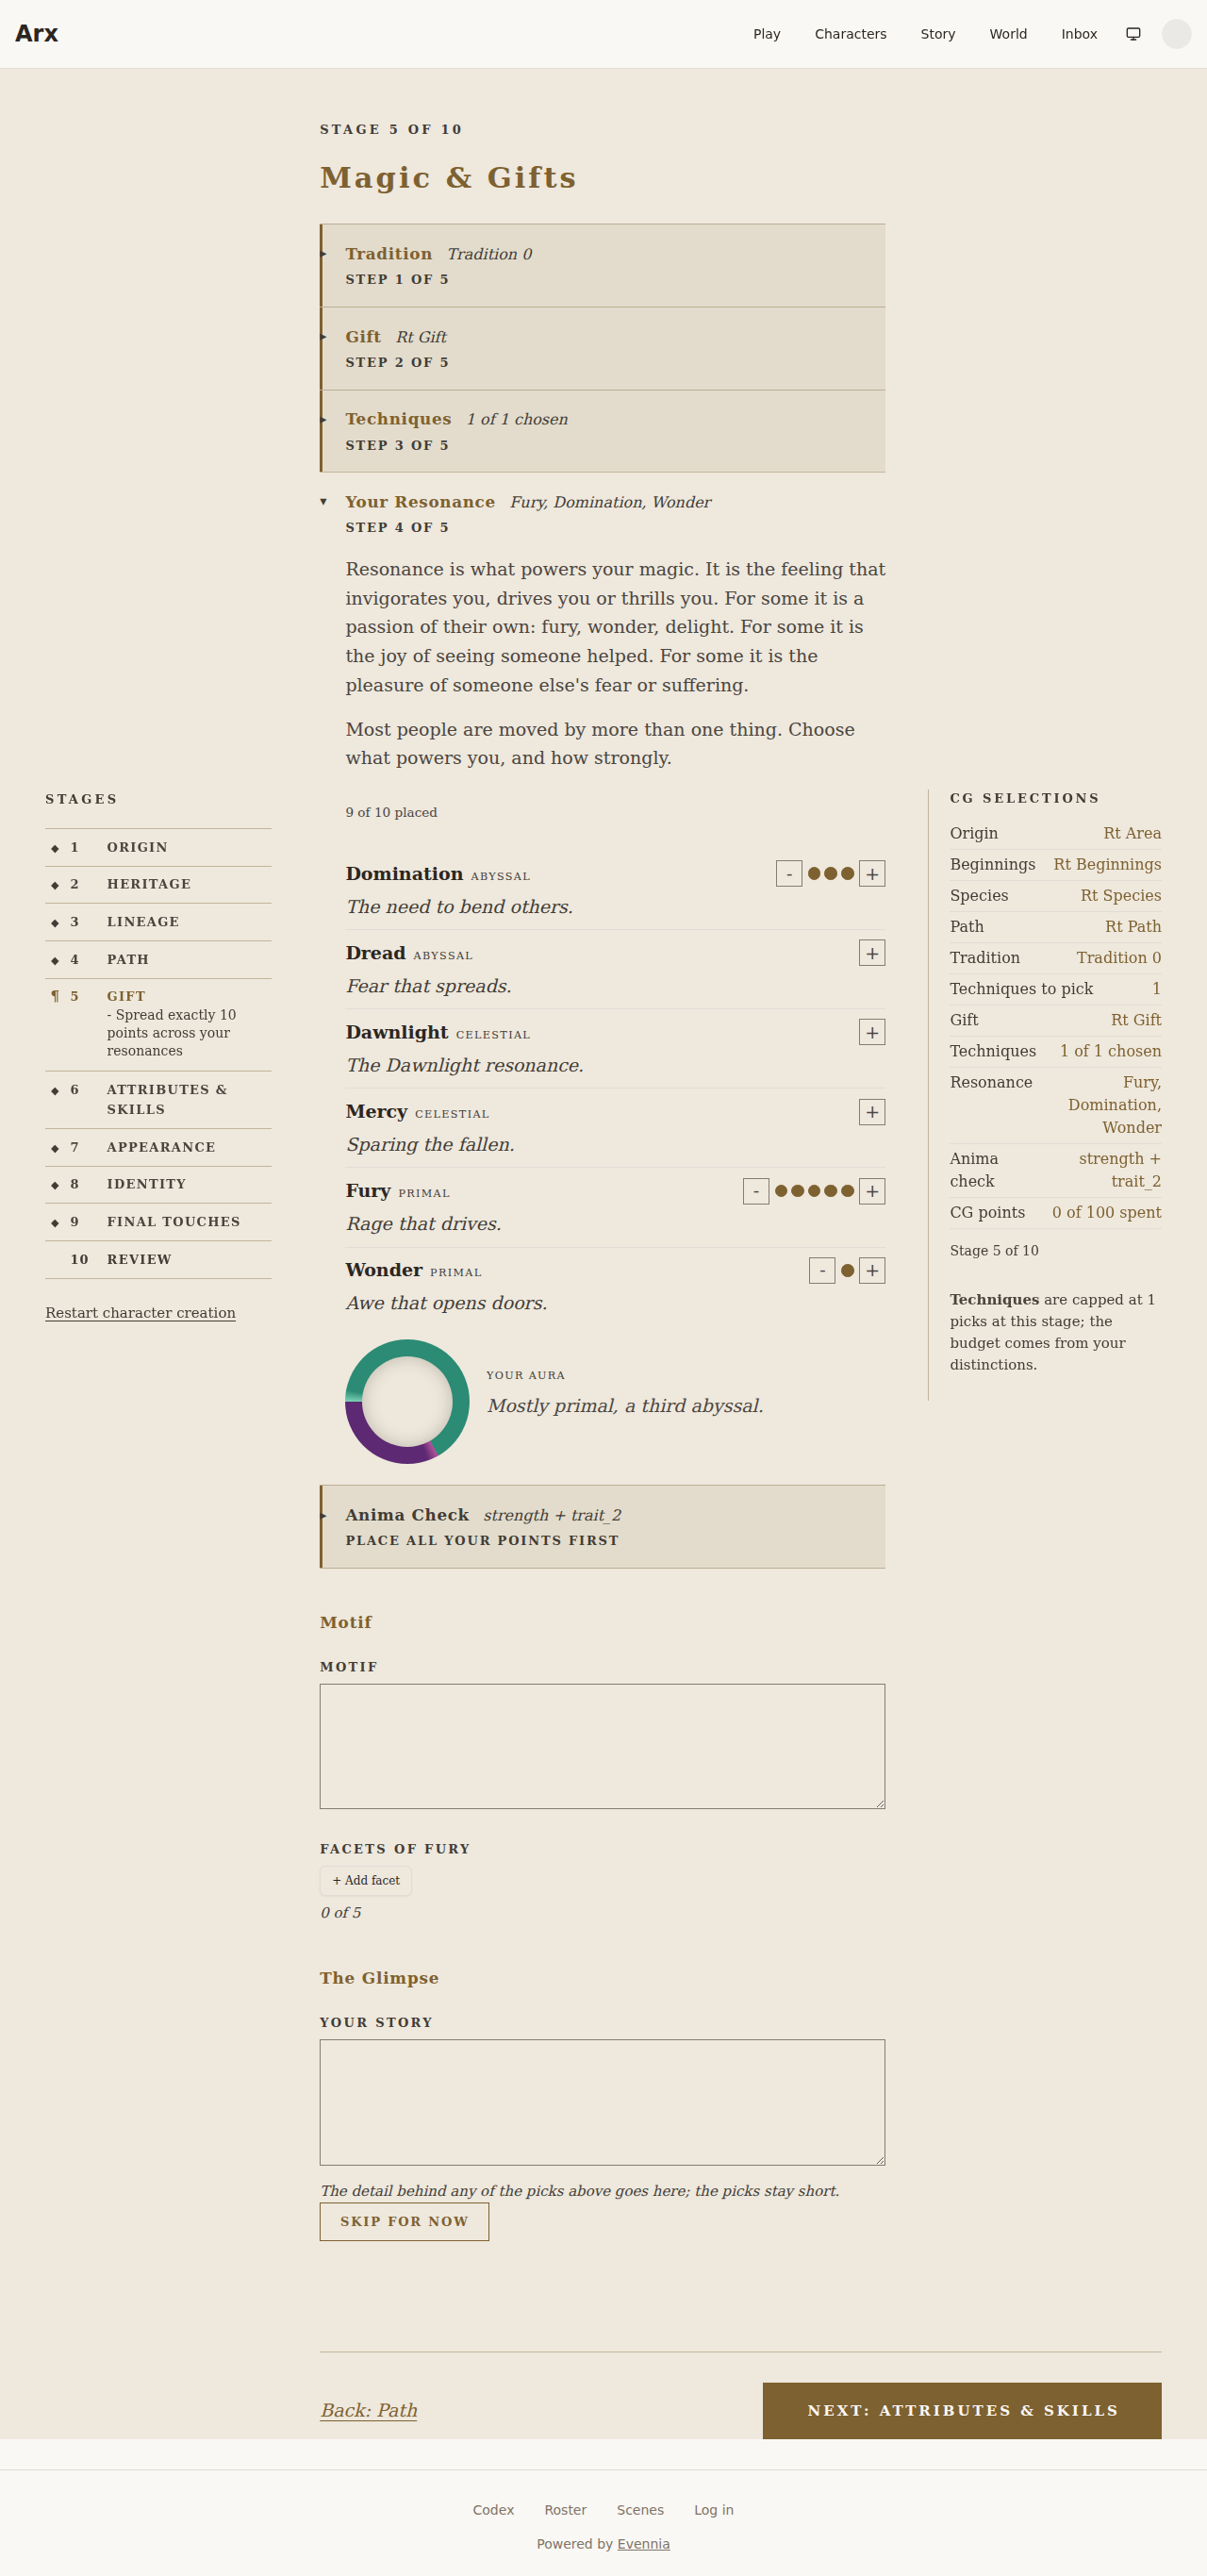 Arx
Play Characters Story World Inbox
STAGE 5 OF 10
Magic & Gifts
▸ Tradition Tradition 0
STEP 1 OF 5
▸ Gift Rt Gift
STEP 2 OF 5
▸ Techniques 1 of 1 chosen
STEP 3 OF 5
▾ Your Resonance Fury, Domination, Wonder
STEP 4 OF 5
Resonance is what powers your magic. It is the feeling that
invigorates you, drives you or thrills you. For some it is a
passion of their own: fury, wonder, delight. For some it is
the joy of seeing someone helped. For some it is the
pleasure of someone else's fear or suffering.
Most people are moved by more than one thing. Choose
what powers you, and how strongly.
9 of 10 placed
Domination ABYSSAL - +
The need to bend others.
Dread ABYSSAL +
Fear that spreads.
Dawnlight CELESTIAL +
The Dawnlight resonance.
Mercy CELESTIAL +
Sparing the fallen.
Fury PRIMAL - +
Rage that drives.
Wonder PRIMAL - +
Awe that opens doors.
YOUR AURA
Mostly primal, a third abyssal.
▸ Anima Check strength + trait_2
PLACE ALL YOUR POINTS FIRST
Motif
MOTIF
FACETS OF FURY
+ Add facet
0 of 5
The Glimpse
YOUR STORY
The detail behind any of the picks above goes here; the picks stay short.
SKIP FOR NOW
STAGES
◆ 1 ORIGIN
◆ 2 HERITAGE
◆ 3 LINEAGE
◆ 4 PATH
¶ 5 GIFT
- Spread exactly 10
points across your
resonances
◆ 6 ATTRIBUTES &
SKILLS
◆ 7 APPEARANCE
◆ 8 IDENTITY
◆ 9 FINAL TOUCHES
10 REVIEW
Restart character creation
CG SELECTIONS
Origin Rt Area
Beginnings Rt Beginnings
Species Rt Species
Path Rt Path
Tradition Tradition 0
Techniques to pick 1
Gift Rt Gift
Techniques 1 of 1 chosen
Resonance Fury,
Domination,
Wonder
Anima strength +
check trait_2
CG points 0 of 100 spent
Stage 5 of 10
Techniques are capped at 1
picks at this stage; the
budget comes from your
distinctions.
Back: Path
NEXT: ATTRIBUTES & SKILLS
Codex Roster Scenes Log in
Powered by Evennia